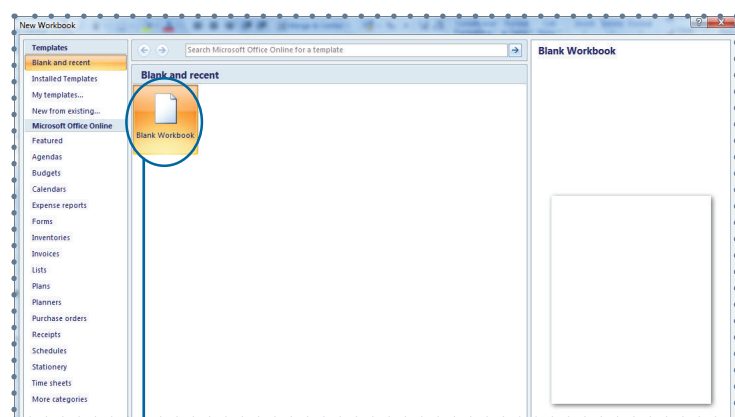 New Workbook
Templates
Blank and recent
Installed Templates
My templates...
New from existing...
Microsoft Office Online
Featured
Agendas
Budgets
Calendars
Expense reports
Forms
Inventories
Invoices
Lists
Plans
Planners
Purchase orders
Receipts
Schedules
Stationery
Time sheets
More categories
Search Microsoft Office Online for a template
Blank and recent
Blank Workbook
Blank Workbook